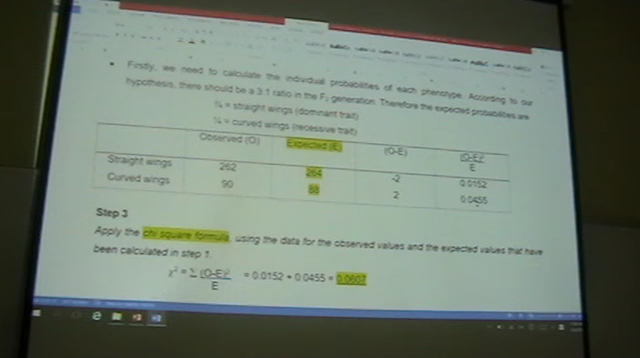 • Firstly, we need to calculate the individual probabilities of each phenotype. According to our
hypothesis, there should be a 3:1 ratio in the F2 generation. Therefore the expected probabilities are
¾ = straight wings (dominant trait)
¼ = curved wings (recessive trait)
Observed (O) Expected (E) (O-E) (O-E)²/E
Straight wings 262 264 -2 0.0152
Curved wings 90 88 2 0.0455
Step 3
Apply the chi square formula, using the data for the observed values and the expected values that have
been calculated in step 1.
χ² = Σ (O-E)²/E = 0.0152 + 0.0455 = 0.0607